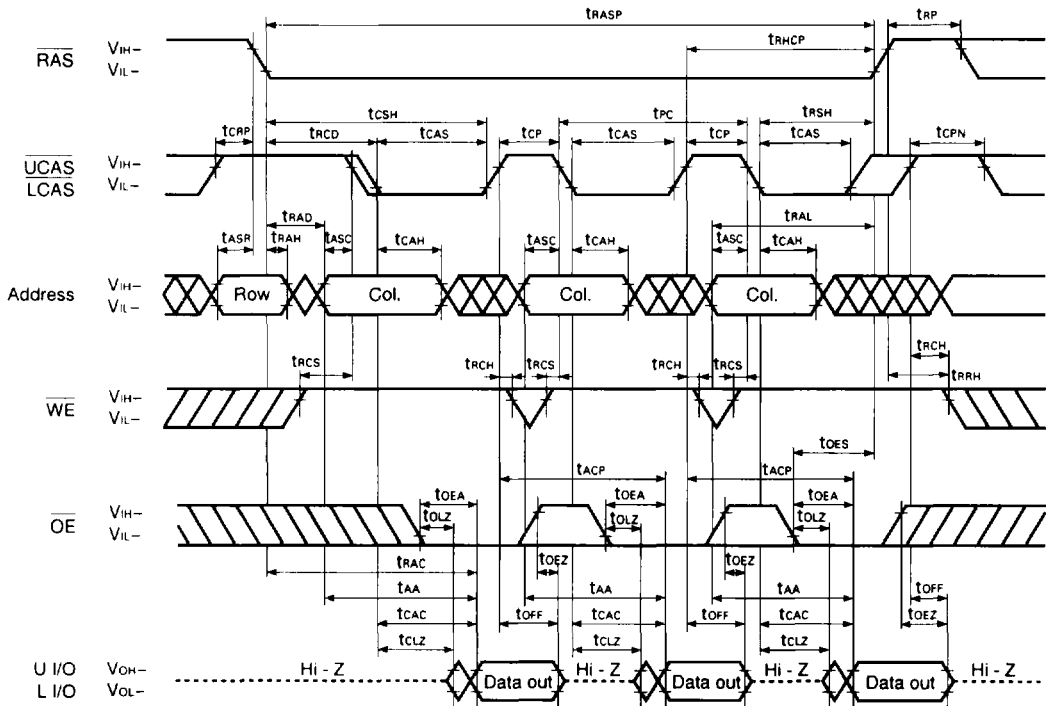 tRASP tRP
tRHCP
RAS VIH–
VIL–
tCSH tPC tRSH
tCRP tRCD tCAS tCP tCAS tCP tCAS tCPN
UCAS VIH–
LCAS VIL–
tRAD tRAL
tASR tRAH tASC tCAH tASC tCAH tASC tCAH
Address VIH–
VIL–
Row Col. Col. Col.
tRCS tRCH tRCS tRCH tRCS tRCH
tRRH
WE VIH–
VIL–
tOES
tACP tACP
tOEA tOEA tOEA
OE VIH–
VIL–
tOLZ tOLZ tOLZ
tOEZ tOEZ
tRAC
tAA tAA tAA tOFF
tCAC tOFF tCAC tOFF tCAC tOEZ
tCLZ tCLZ tCLZ
U I/O VOH–
L I/O VOL–
Hi - Z Data out Hi - Z Data out Hi - Z Data out Hi - Z